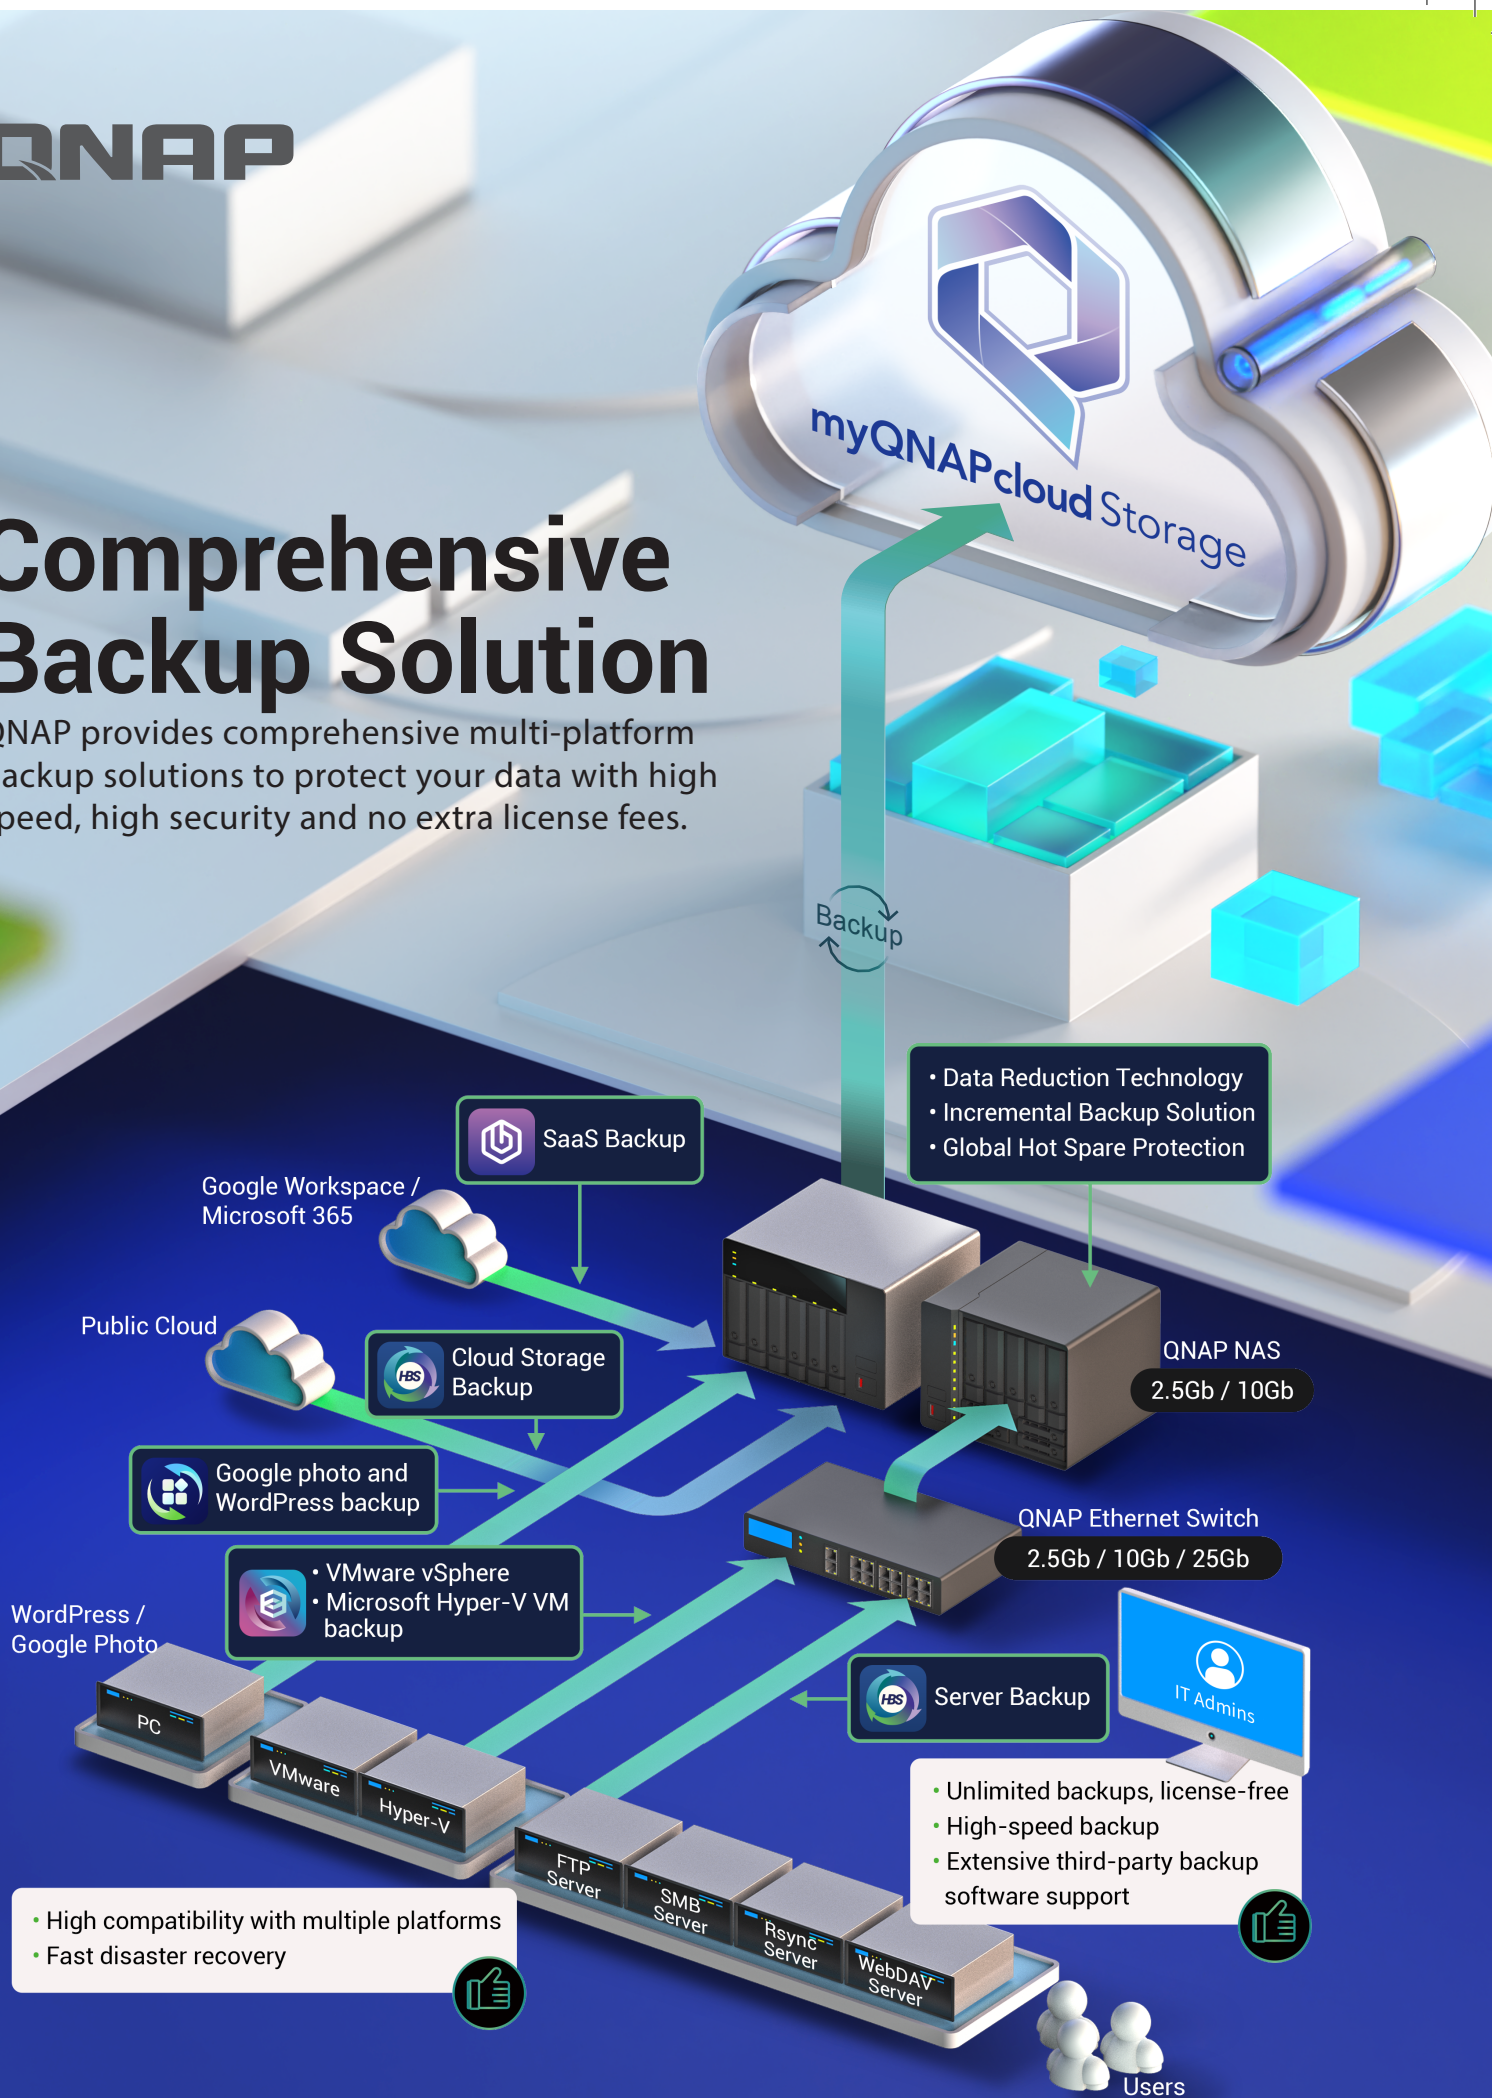 QNAP
myQNAPcloud Storage
Comprehensive
Backup Solution
QNAP provides comprehensive multi-platform
backup solutions to protect your data with high
speed, high security and no extra license fees.
Backup
• Data Reduction Technology
• Incremental Backup Solution
• Global Hot Spare Protection
SaaS Backup
Google Workspace /
Microsoft 365
Public Cloud
HBS
Cloud Storage
Backup
QNAP NAS
2.5Gb / 10Gb
Google photo and
WordPress backup
QNAP Ethernet Switch
2.5Gb / 10Gb / 25Gb
• VMware vSphere
• Microsoft Hyper-V VM
backup
WordPress /
Google Photo
HBS
Server Backup
IT Admins
PC
VMware
Hyper-V
FTP
Server
SMB
Server
Rsync
Server
WebDAV
Server
• Unlimited backups, license-free
• High-speed backup
• Extensive third-party backup
software support
• High compatibility with multiple platforms
• Fast disaster recovery
Users